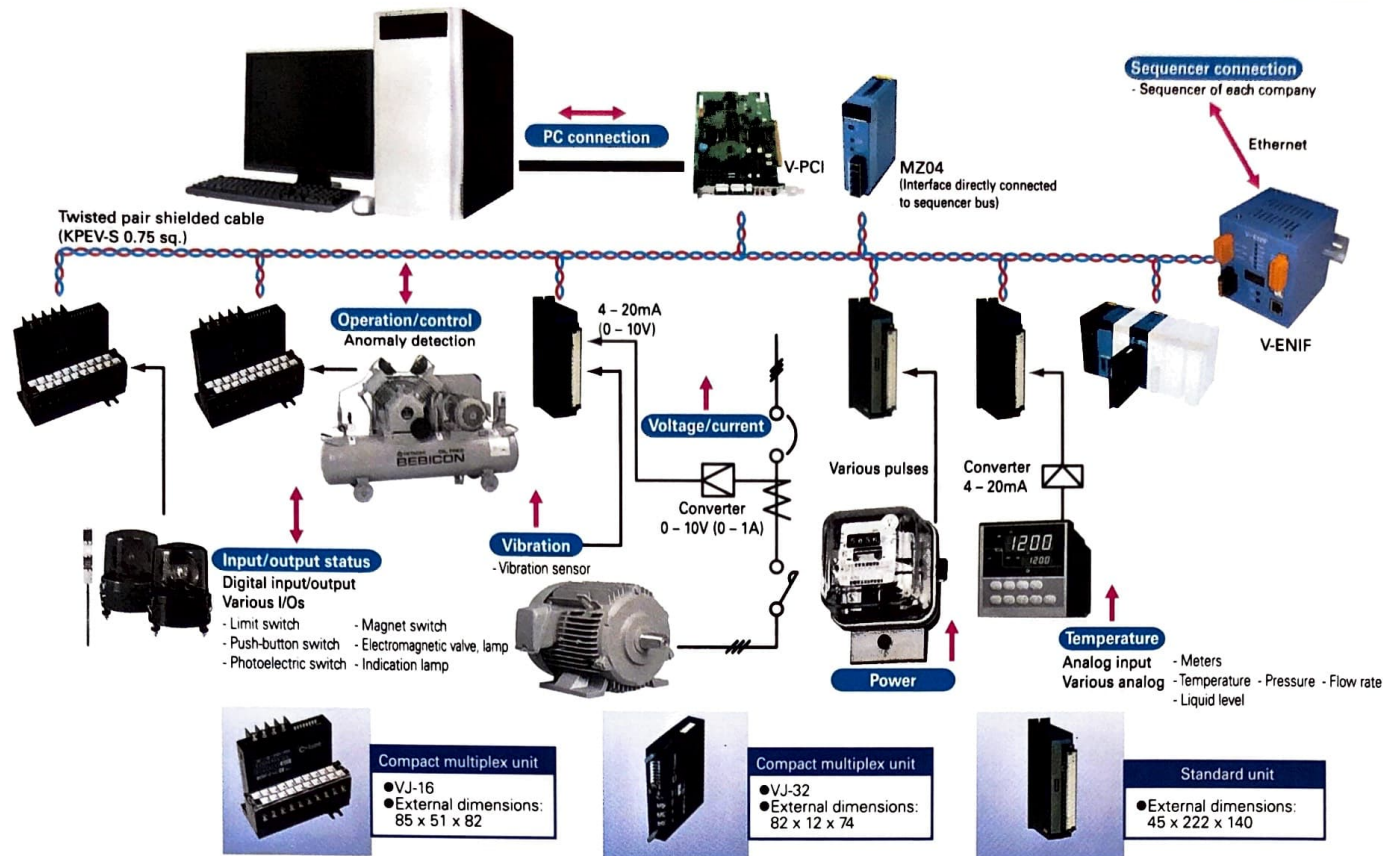 Sequencer connection
- Sequencer of each company
Ethernet
PC connection
V-PCI
MZ04
(Interface directly connected
to sequencer bus)
Twisted pair shielded cable
(KPEV-S 0.75 sq.)
V-ENIF
V-ENIF
Operation/control
Anomaly detection
4 – 20mA
(0 – 10V)
BEBICON
Voltage/current
Converter
0 – 10V (0 – 1A)
Various pulses
Converter
4 – 20mA
1200
1200
Input/output status
Digital input/output
Various I/Os
- Limit switch
- Magnet switch
- Push-button switch
- Electromagnetic valve, lamp
- Photoelectric switch
- Indication lamp
Vibration
- Vibration sensor
Power
Temperature
Analog input
Various analog
- Meters
- Temperature - Pressure - Flow rate
- Liquid level
Compact multiplex unit
●VJ-16
●External dimensions:
85 x 51 x 82
Compact multiplex unit
●VJ-32
●External dimensions:
82 x 12 x 74
Standard unit
●External dimensions:
45 x 222 x 140